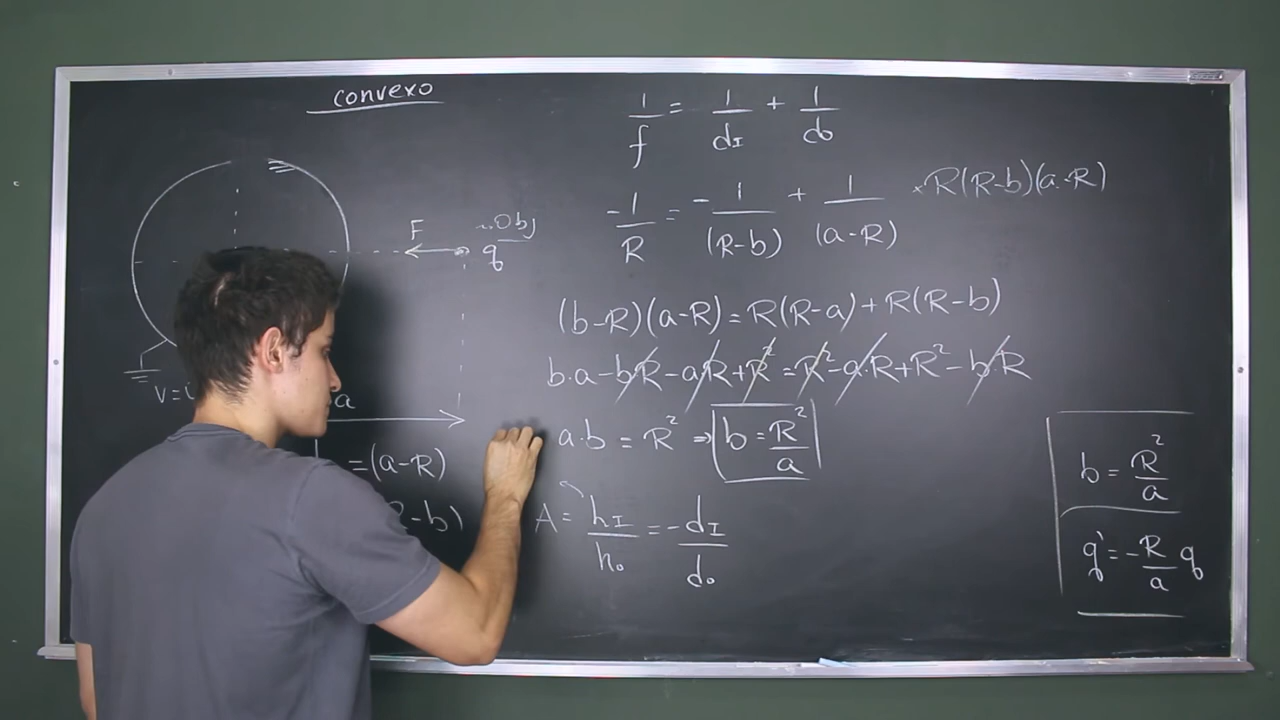 convexo
1/f = 1/dI + 1/do
-1/R = -1/(R-b) + 1/(a-R) ×R(R-b)(a-R)
F
Obj
q
(b-R)(a-R) = R(R-a) + R(R-b)
b·a - bR - aR + R² = R² - a·R + R² - b·R
V=
a
a·b = R² ⇒ b = R²/a
=(a-R)
-b)
A = hI/ho = -dI/do
b = R²/a
q' = -R/a q